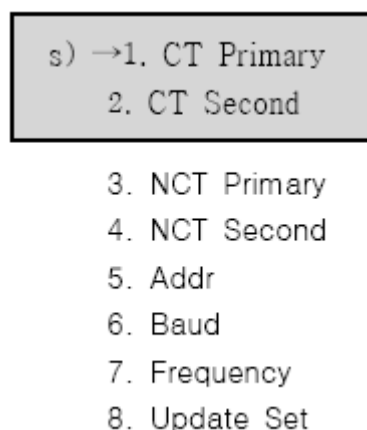 s) →1. CT Primary
2. CT Second
3. NCT Primary
4. NCT Second
5. Addr
6. Baud
7. Frequency
8. Update Set